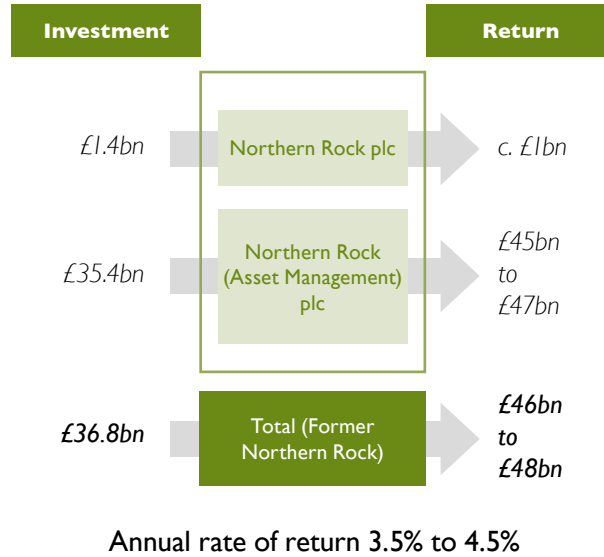 Investment
Return
£1.4bn
Northern Rock plc
c. £1bn
£35.4bn
Northern Rock
(Asset Management)
plc
£45bn
to
£47bn
£36.8bn
Total (Former
Northern Rock)
£46bn
to
£48bn
Annual rate of return 3.5% to 4.5%